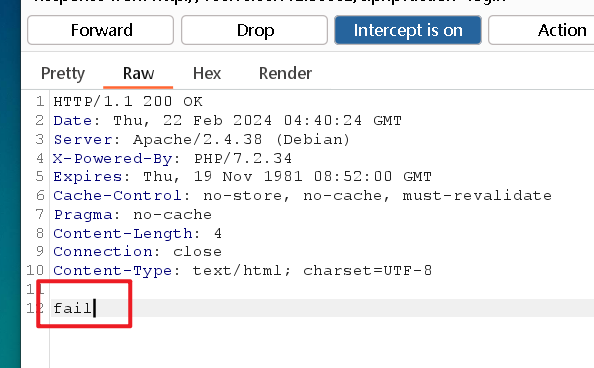 Forward Drop Intercept is on Action
Pretty Raw Hex Render
1 HTTP/1.1 200 OK
2 Date: Thu, 22 Feb 2024 04:40:24 GMT
3 Server: Apache/2.4.38 (Debian)
4 X-Powered-By: PHP/7.2.34
5 Expires: Thu, 19 Nov 1981 08:52:00 GMT
6 Cache-Control: no-store, no-cache, must-revalidate
7 Pragma: no-cache
8 Content-Length: 4
9 Connection: close
10 Content-Type: text/html; charset=UTF-8
11
12 fail